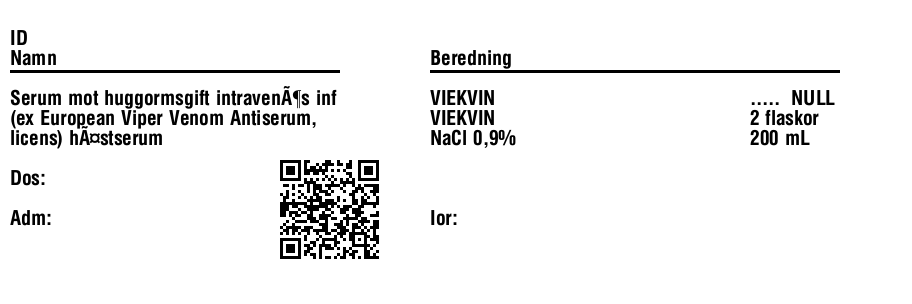 ID
Namn
Serum mot huggormsgift intravenÃ¶s inf
(ex European Viper Venom Antiserum,
licens) hÃ¤stserum
Dos:
Adm:
Beredning
VIEKVIN ..... NULL
VIEKVIN 2 flaskor
NaCl 0,9% 200 mL
Ior: